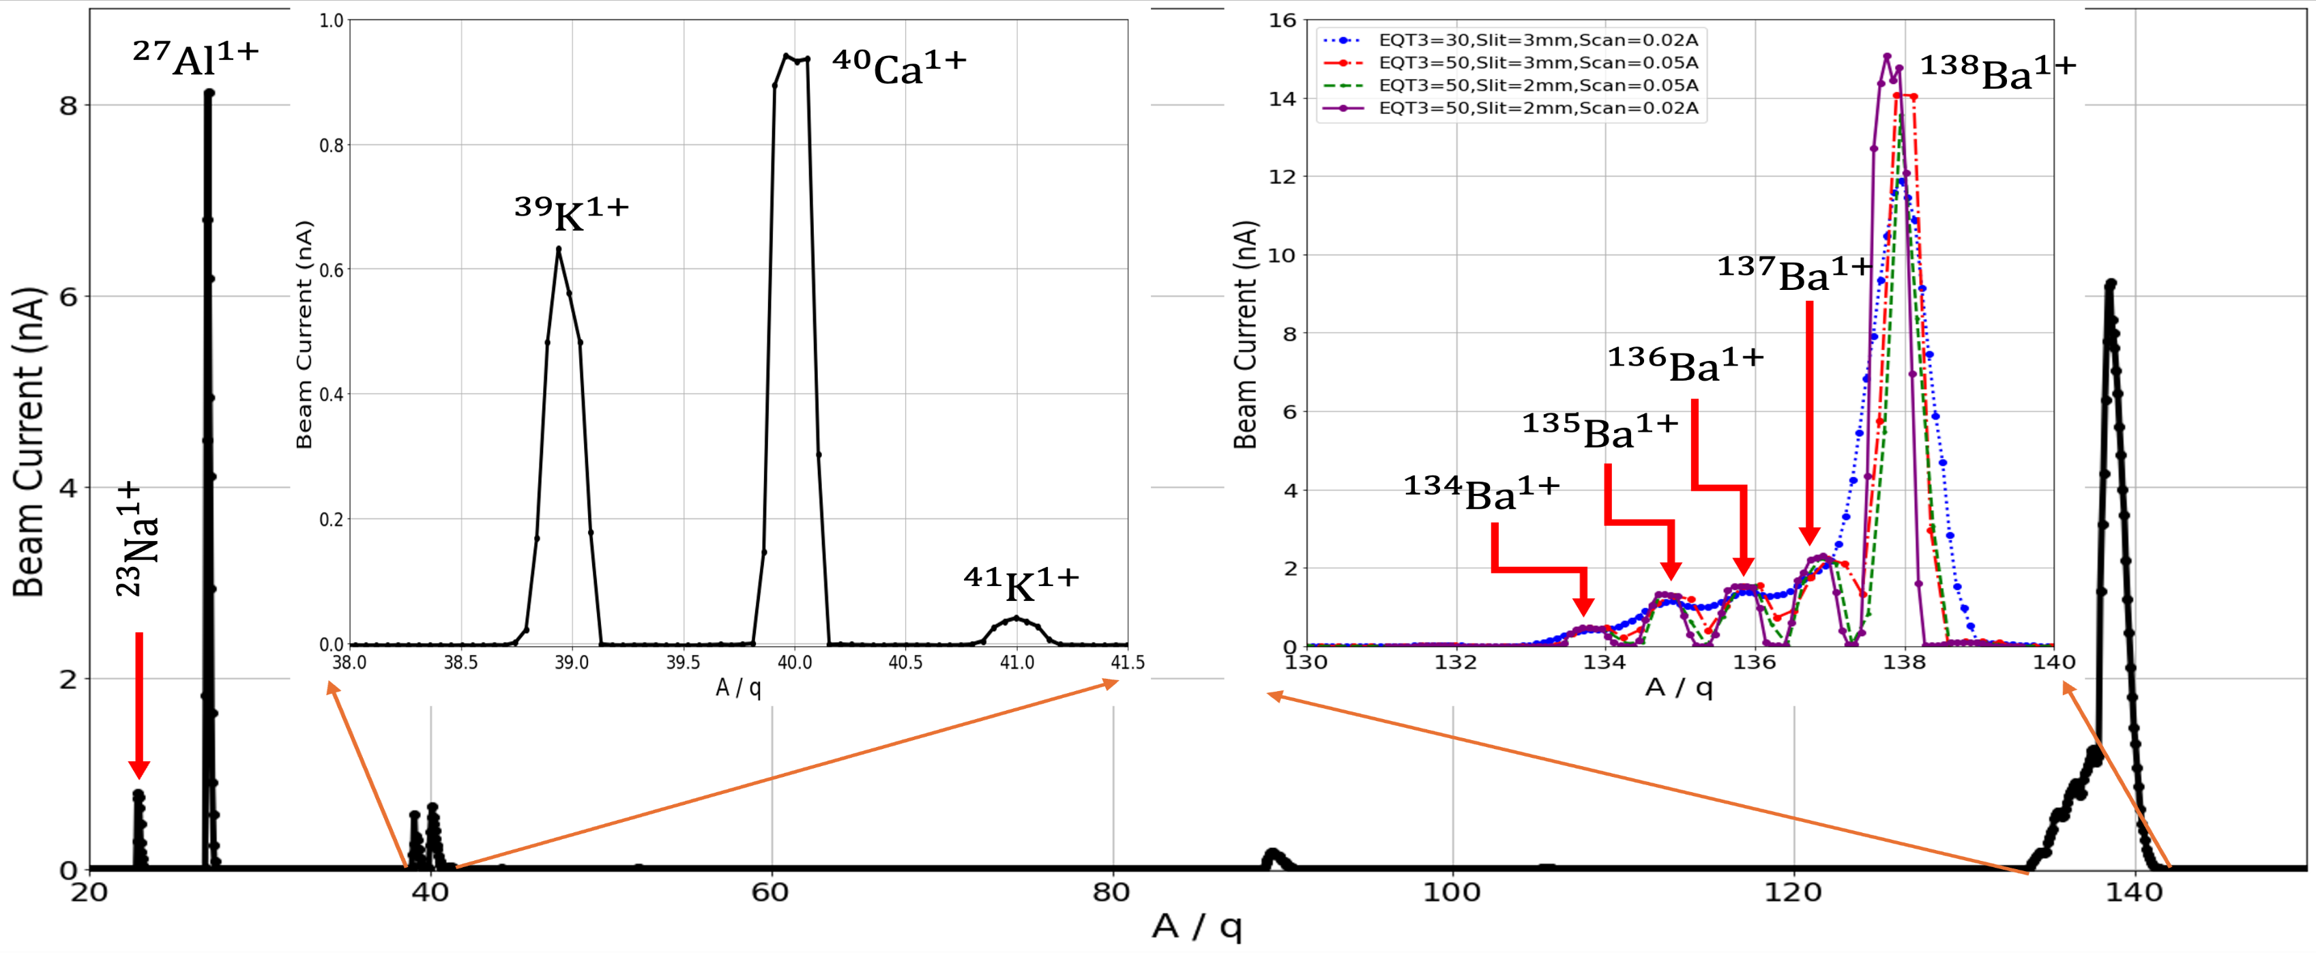 Beam Current (nA)
8
6
4
2
0
20
40
60
80
100
120
140
A / q
²⁷Al¹⁺
²³Na¹⁺
Beam Current (nA)
1.0
0.8
0.6
0.4
0.2
0.0
38.0
38.5
39.0
39.5
40.0
40.5
41.0
41.5
A / q
³⁹K¹⁺
⁴⁰Ca¹⁺
⁴¹K¹⁺
Beam Current (nA)
16
14
12
10
8
6
4
2
0
130
132
134
136
138
140
A / q
EQT3=30,Slit=3mm,Scan=0.02A
EQT3=50,Slit=3mm,Scan=0.05A
EQT3=50,Slit=2mm,Scan=0.05A
EQT3=50,Slit=2mm,Scan=0.02A
¹³⁸Ba¹⁺
¹³⁷Ba¹⁺
¹³⁶Ba¹⁺
¹³⁵Ba¹⁺
¹³⁴Ba¹⁺